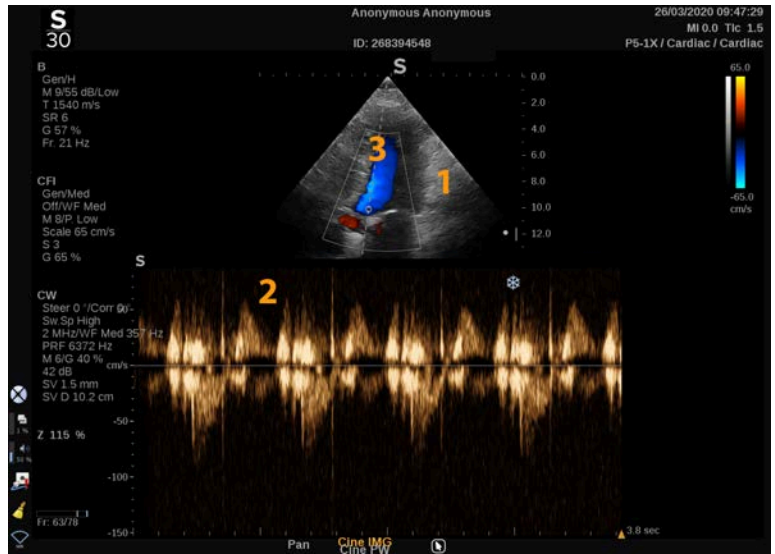 S
30
Anonymous Anonymous
26/03/2020 09:47:29
MI 0.0 TIc 1.5
ID: 268394548
P5-1X / Cardiac / Cardiac
B
Gen/H
M 9/55 dB/Low
T 1540 m/s
SR 6
G 57 %
Fr. 21 Hz
CFI
Gen/Med
Off/WF Med
M 8/P. Low
Scale 65 cm/s
S 3
G 65 %
CW
Steer 0 °/Corr 0°
Sw.Sp High
2 MHz/WF Med 357 Hz
PRF 6372 Hz
M 6/G 40 %
42 dB
SV 1.5 mm
SV D 10.2 cm
Z 115 %
1 %
50 %
Fr: 63/78
S
0.0
2.0
4.0
6.0
8.0
10.0
12.0
3
1
65.0
-65.0
cm/s
S
2
cm/s
-50
-100
-150
3.8 sec
Pan
Cine IMG
Cine PW